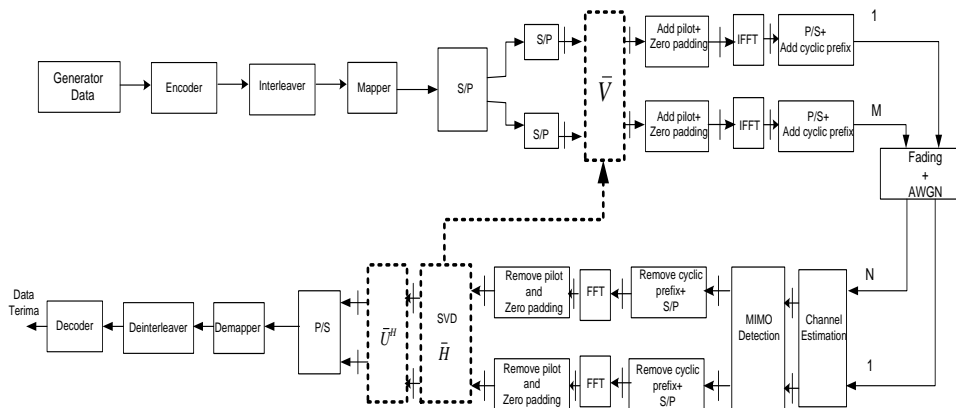 Generator
Data
Encoder
Interleaver
Mapper
S/P
S/P
S/P
V̄
Add pilot+
Zero padding
IFFT
P/S+
Add cyclic prefix
1
Add pilot+
Zero padding
IFFT
P/S+
Add cyclic prefix
M
Fading
+
AWGN
N
1
Channel
Estimation
MIMO
Detection
Remove cyclic
prefix+
S/P
FFT
Remove pilot
and
Zero padding
Remove cyclic
prefix+
S/P
FFT
Remove pilot
and
Zero padding
SVD
H̄
Ū^H
P/S
Demapper
Deinterleaver
Decoder
Data
Terima